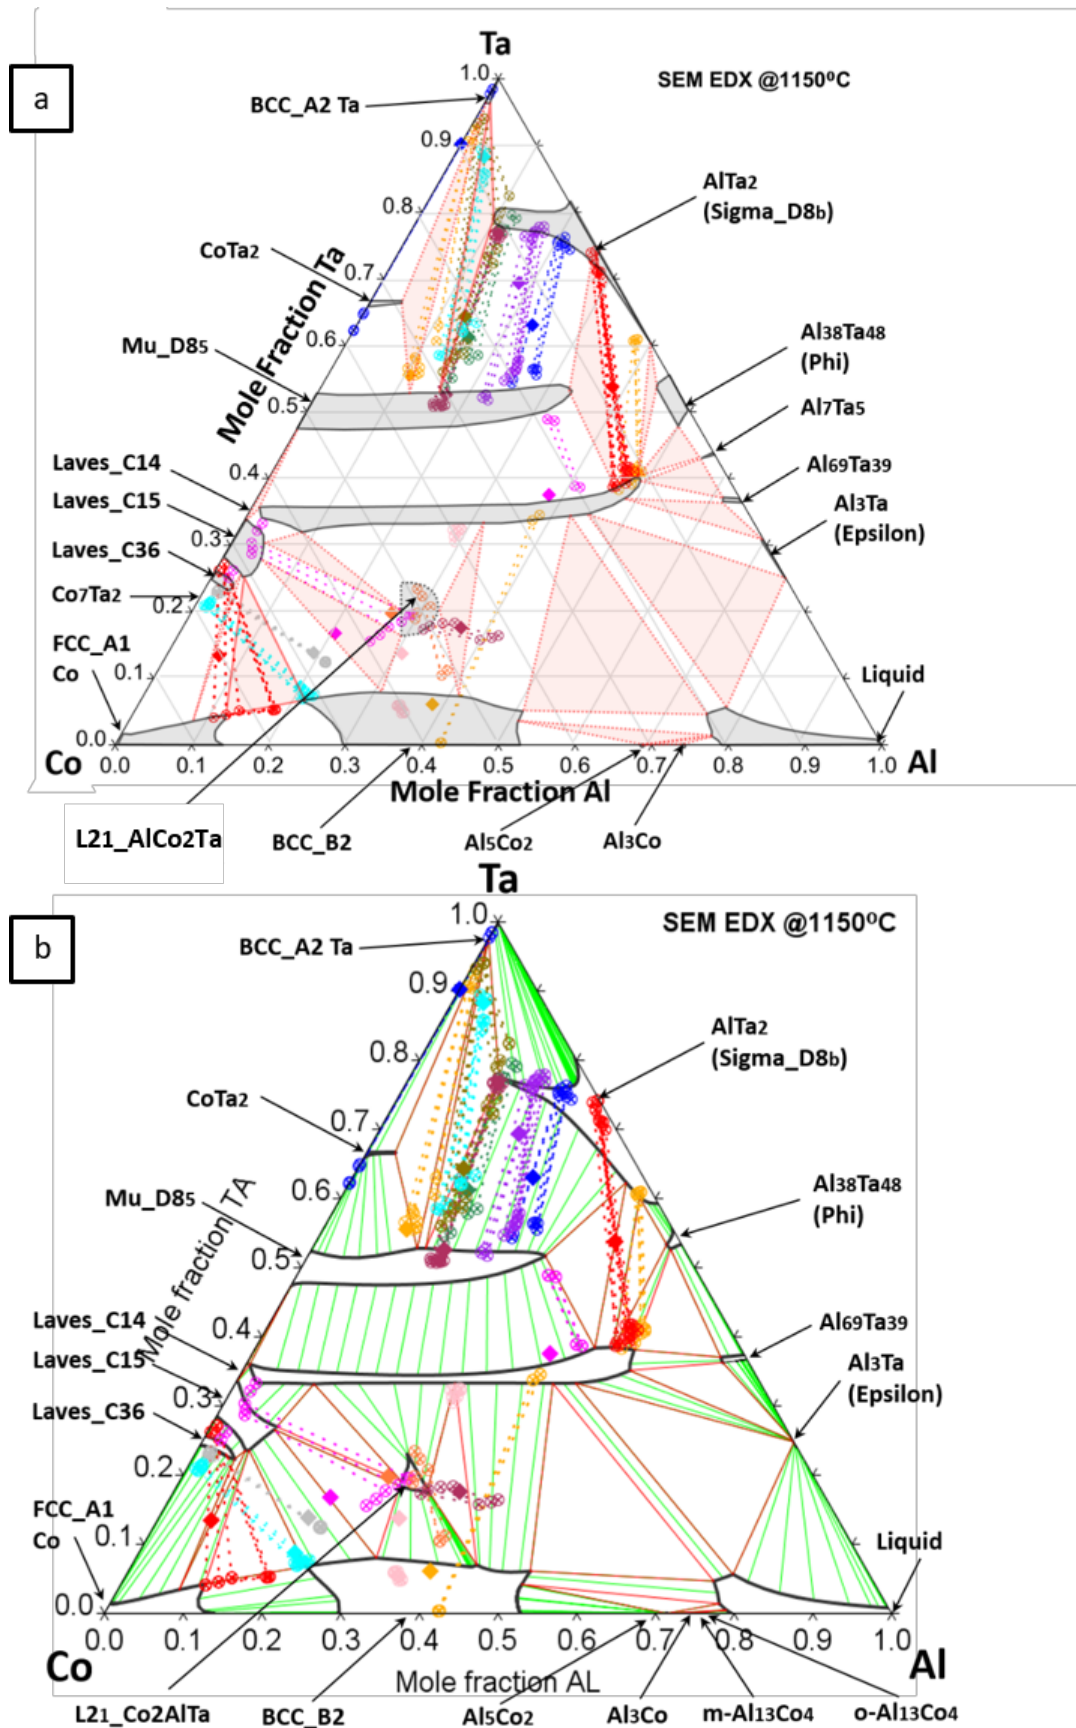 a
Ta
SEM EDX @1150⁰C
1.0
BCC_A2 Ta
0.9
AlTa2
(Sigma_D8b)
0.8
CoTa2
0.7
Mole Fraction Ta
0.6
Al38Ta48
(Phi)
Mu_D85
0.5
Al7Ta5
Laves_C14
0.4
Al69Ta39
Laves_C15
Al3Ta
(Epsilon)
0.3
Laves_C36
Co7Ta2
0.2
FCC_A1
Co
0.1
Liquid
0.0
Co
Al
0.0 0.1 0.2 0.3 0.4 0.5 0.6 0.7 0.8 0.9 1.0
Mole Fraction Al
L21_AlCo2Ta
BCC_B2
Al5Co2
Al3Co
b
Ta
SEM EDX @1150⁰C
1.0
BCC_A2 Ta
0.9
AlTa2
(Sigma_D8b)
0.8
CoTa2
0.7
Mole fraction TA
0.6
Mu_D85
Al38Ta48
(Phi)
0.5
Laves_C14
0.4
Al69Ta39
Laves_C15
Al3Ta
(Epsilon)
0.3
Laves_C36
0.2
FCC_A1
Co
0.1
Liquid
0.0
0.0 0.1 0.2 0.3 0.4 0.5 0.6 0.7 0.8 0.9 1.0
Co
Mole fraction AL
Al
L21_Co2AlTa
BCC_B2
Al5Co2
Al3Co
m-Al13Co4
o-Al13Co4